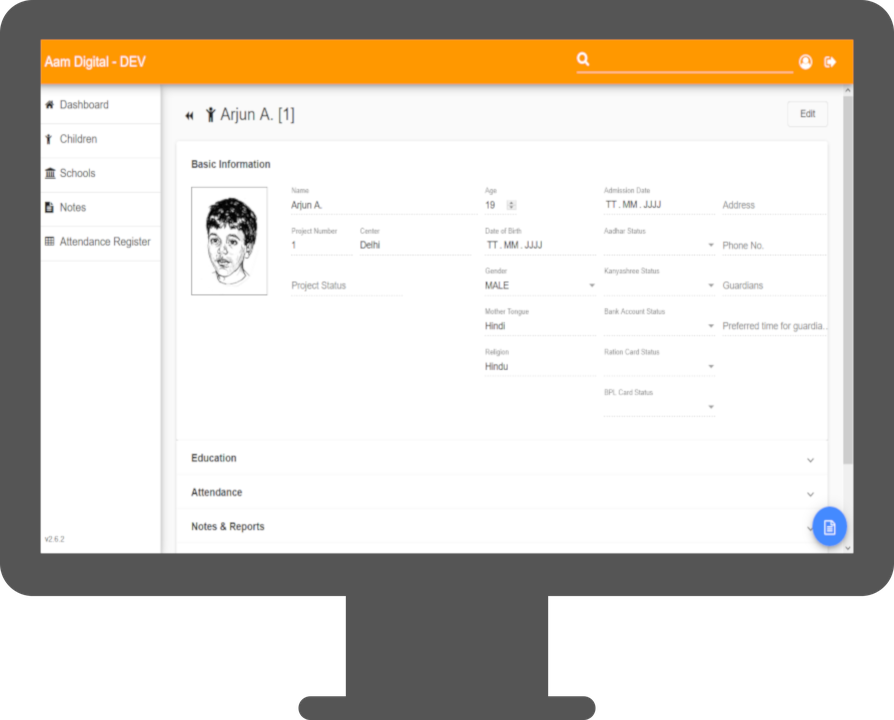 Aam Digital - DEV
Dashboard
Children
Schools
Notes
Attendance Register
v2.6.2
Arjun A. [1]
Edit
Basic Information
Name
Arjun A.
Project Number
1
Center
Delhi
Project Status
Age
19
Date of Birth
TT . MM . JJJJ
Gender
MALE
Mother Tongue
Hindi
Religion
Hindu
Admission Date
TT . MM . JJJJ
Aadhar Status
Kanyashree Status
Bank Account Status
Ration Card Status
BPL Card Status
Address
Phone No.
Guardians
Preferred time for guardia...
Education
Attendance
Notes & Reports